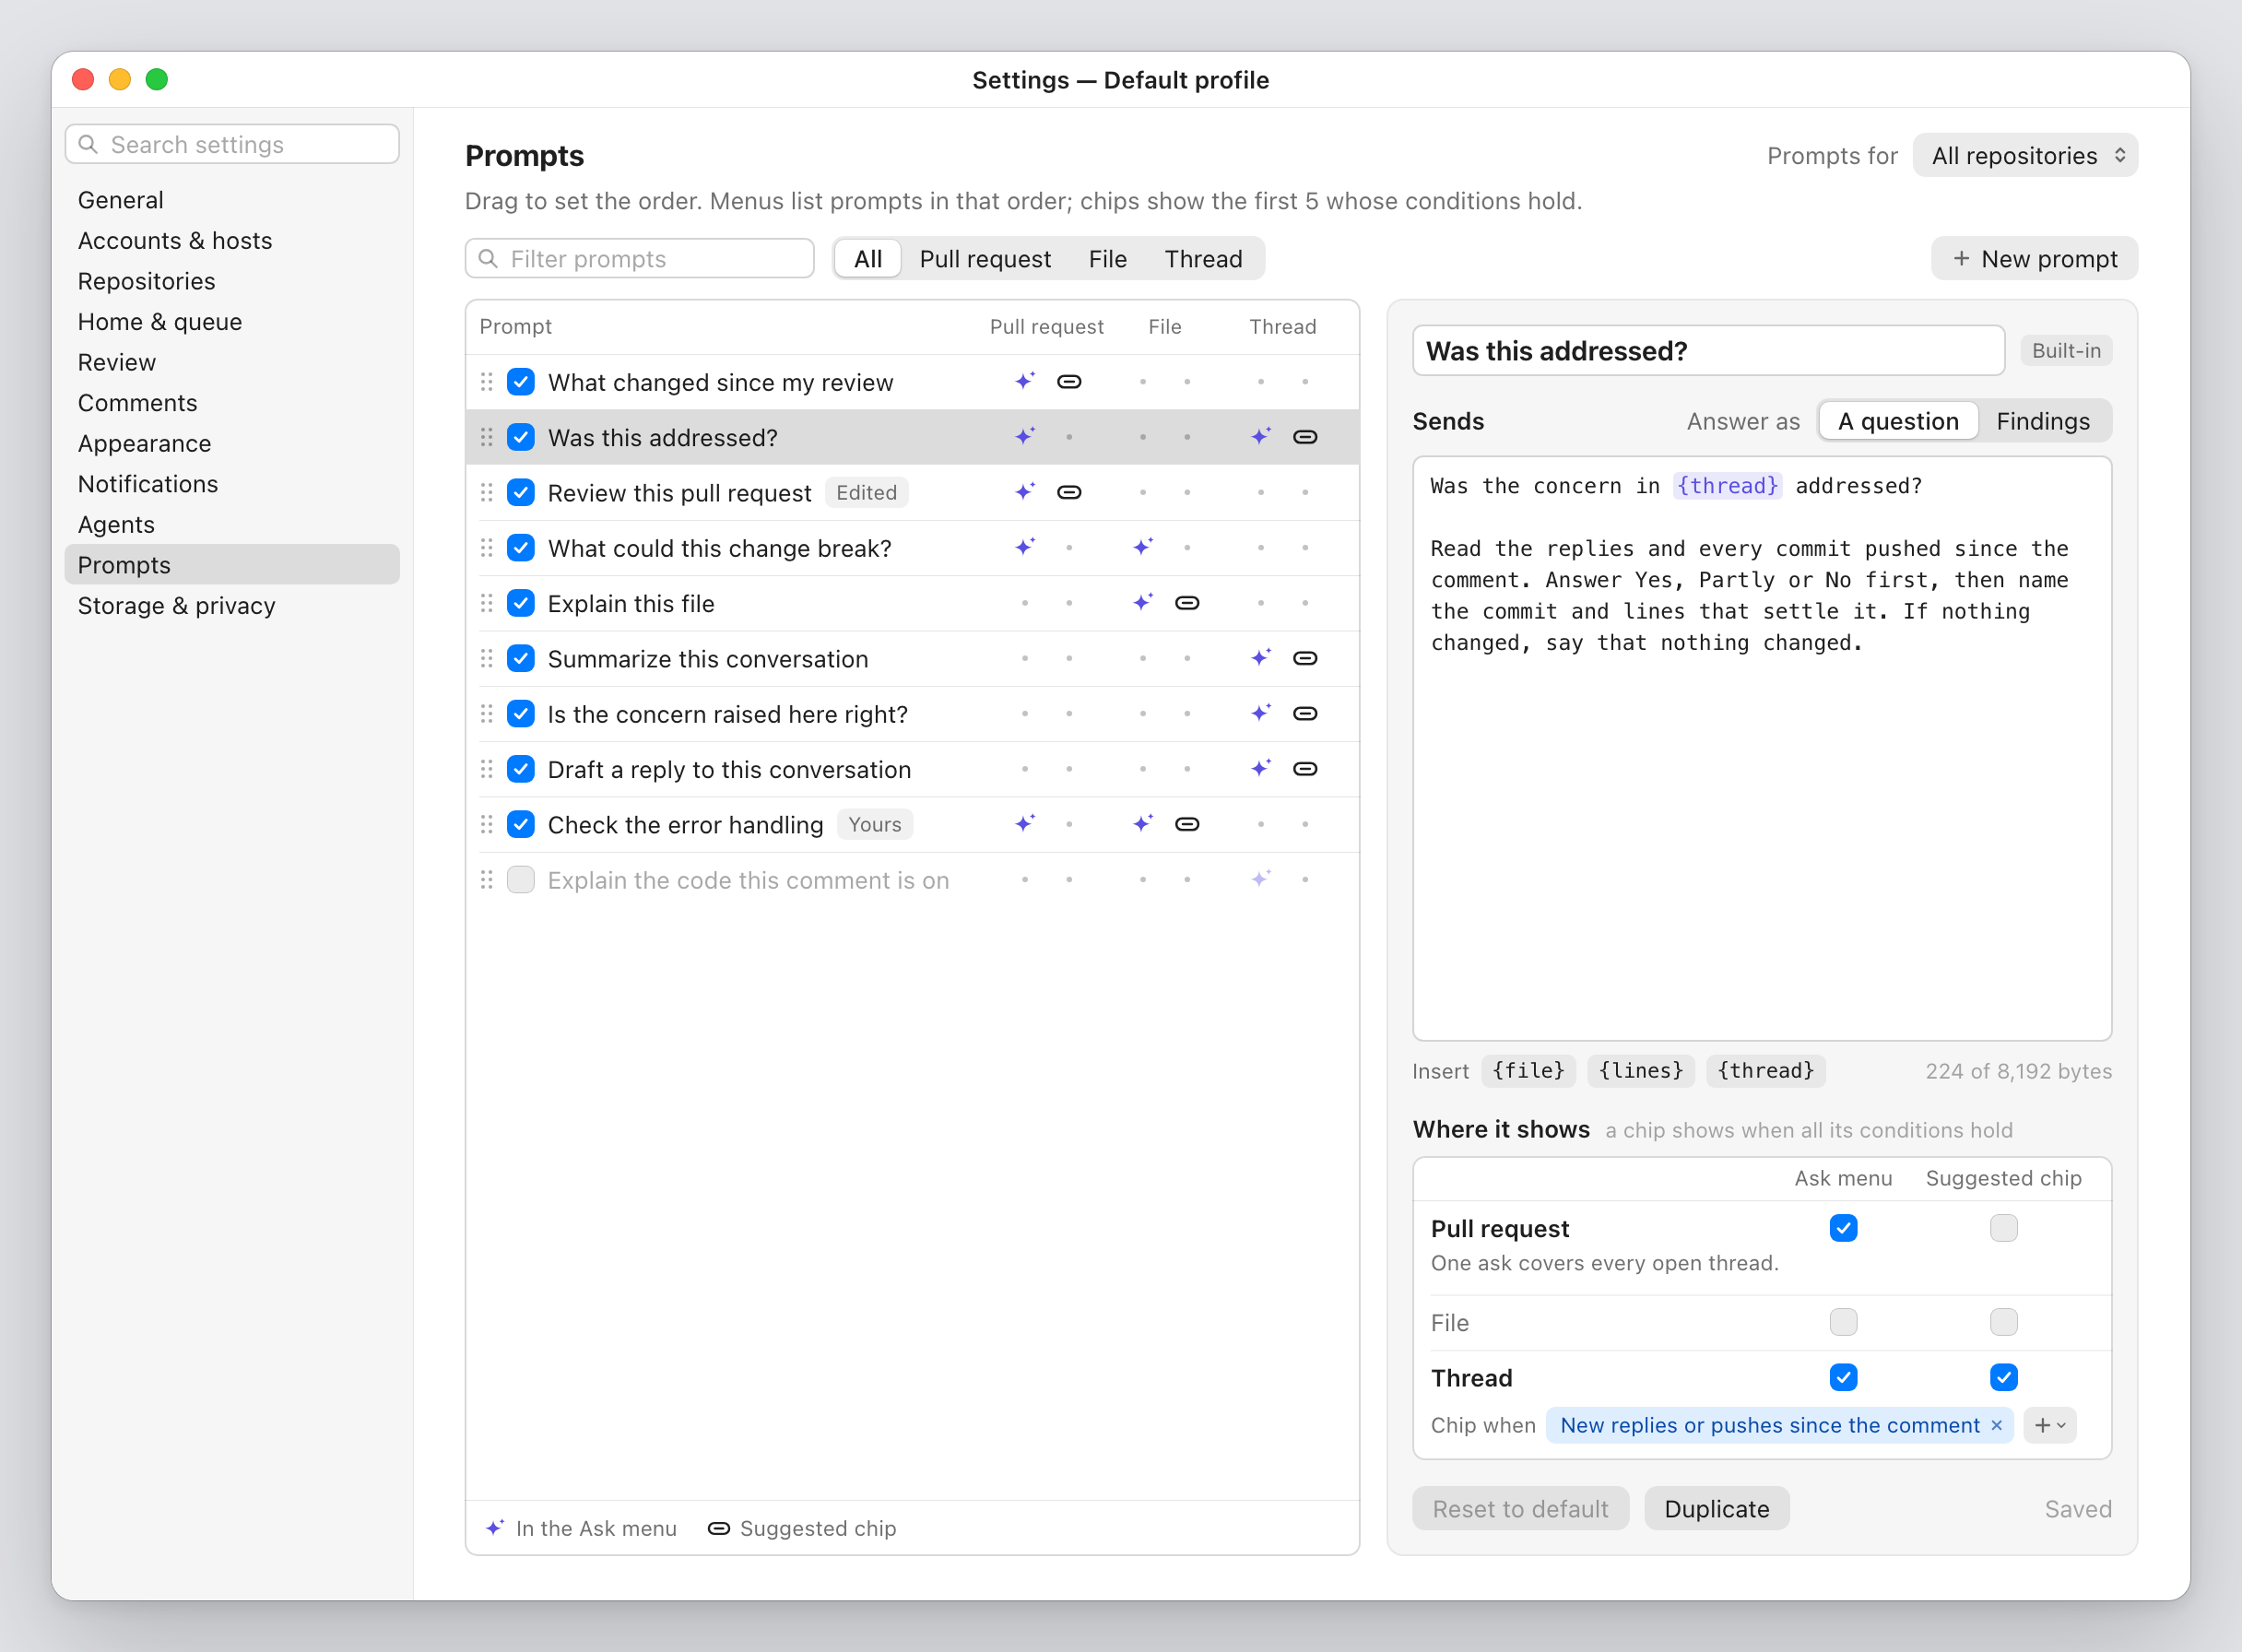 Settings — Default profile
Search settings
General
Accounts & hosts
Repositories
Home & queue
Review
Comments
Appearance
Notifications
Agents
Prompts
Storage & privacy
Prompts
Prompts for All repositories
Drag to set the order. Menus list prompts in that order; chips show the first 5 whose conditions hold.
Filter prompts
All Pull request File Thread
+ New prompt
Prompt Pull request File Thread
What changed since my review
Was this addressed?
Review this pull request Edited
What could this change break?
Explain this file
Summarize this conversation
Is the concern raised here right?
Draft a reply to this conversation
Check the error handling Yours
Explain the code this comment is on
In the Ask menu Suggested chip
Was this addressed? Built-in
Sends Answer as A question Findings
Was the concern in {thread} addressed?
Read the replies and every commit pushed since the
comment. Answer Yes, Partly or No first, then name
the commit and lines that settle it. If nothing
changed, say that nothing changed.
Insert {file} {lines} {thread} 224 of 8,192 bytes
Where it shows a chip shows when all its conditions hold
Ask menu Suggested chip
Pull request
One ask covers every open thread.
File
Thread
Chip when New replies or pushes since the comment × +
Reset to default Duplicate Saved